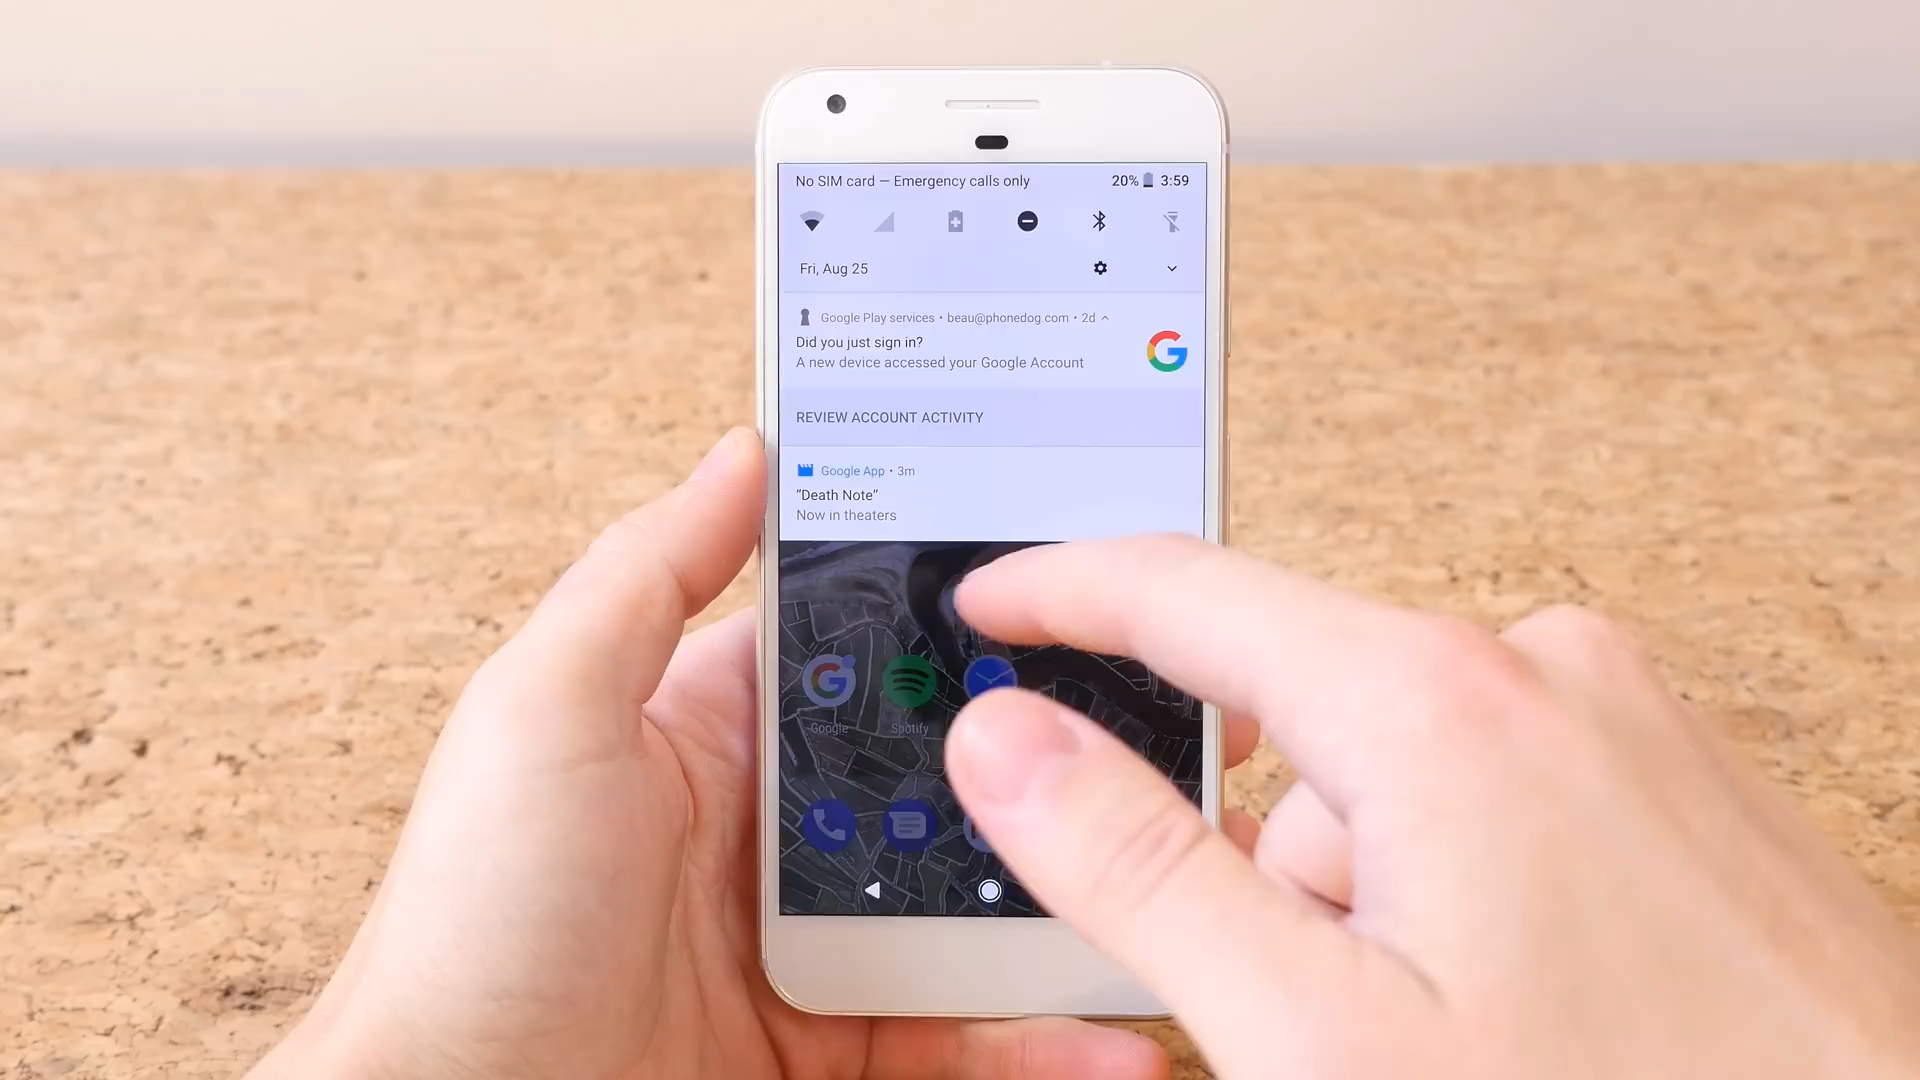 No SIM card — Emergency calls only 20% 3:59
Fri, Aug 25
Google Play services • beau@phonedog.com • 2d
Did you just sign in?
A new device accessed your Google Account
REVIEW ACCOUNT ACTIVITY
Google App • 3m
“Death Note”
Now in theaters
Google Spotify